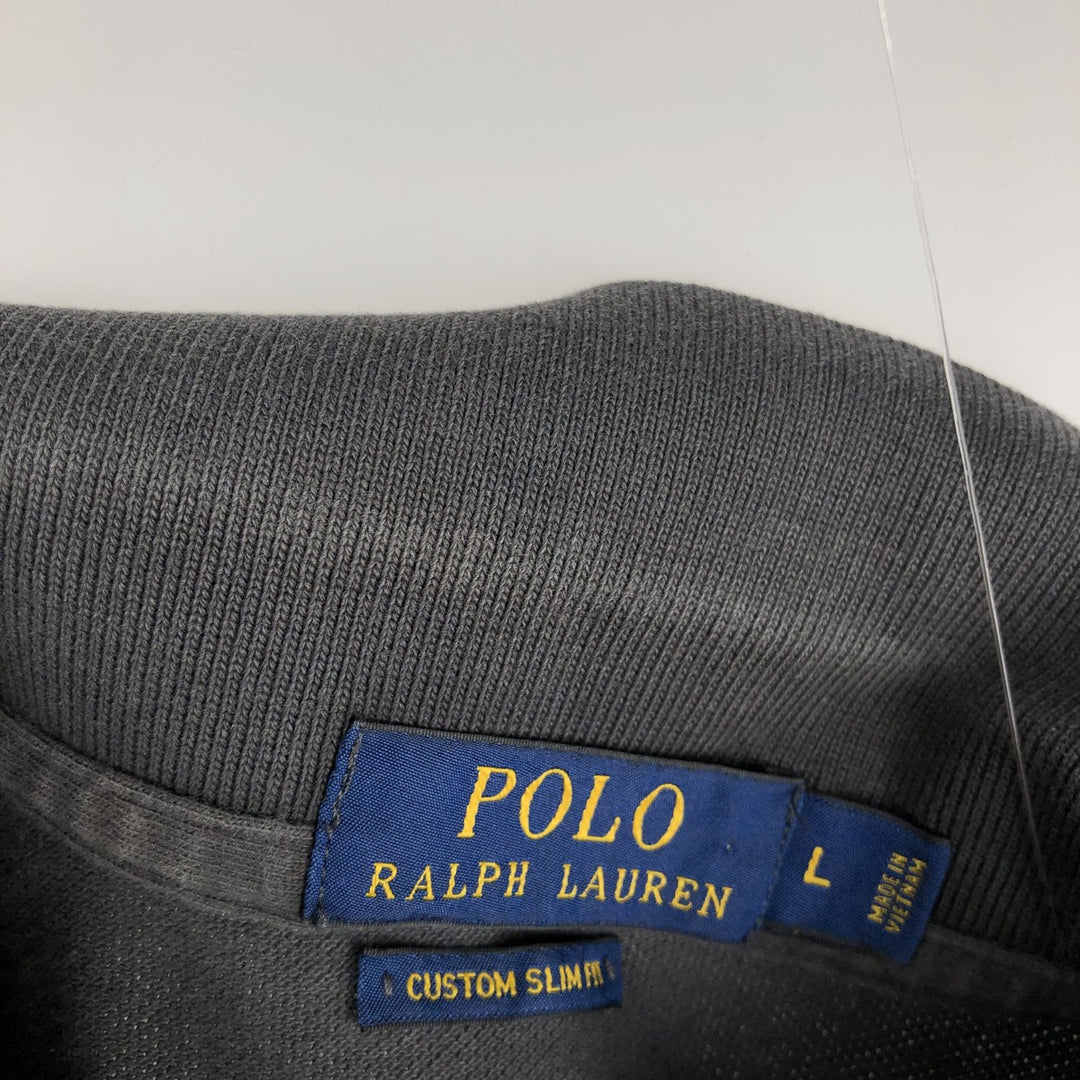 POLO
RALPH LAUREN
L
MADE IN
VIETNAM
CUSTOM SLIM FIT